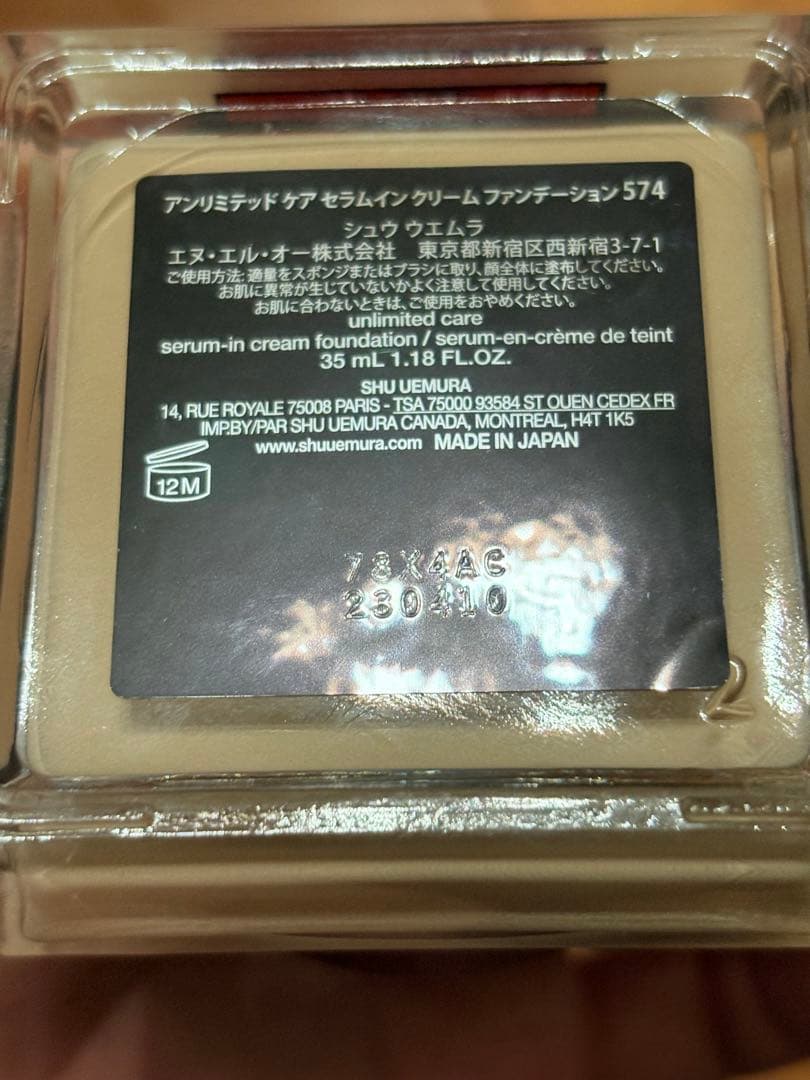 アンリミテッド ケア セラムイン クリーム ファンデーション 574
シュウ ウエムラ
エヌ・エル・オー株式会社　東京都新宿区西新宿3-7-1
ご使用方法: 適量をスポンジまたはブラシに取り、顔全体に塗布してください。
お肌に異常が生じていないかよく注意して使用してください。
お肌に合わないときは、ご使用をおやめください。
unlimited care
serum-in cream foundation / serum-en-crème de teint
35 mL 1.18 FL.OZ.
SHU UEMURA
14, RUE ROYALE 75008 PARIS - TSA 75000 93584 ST OUEN CEDEX FR
IMP.BY/PAR SHU UEMURA CANADA, MONTREAL, H4T 1K5
www.shuuemura.com MADE IN JAPAN
12M
78X4AC
230410
2